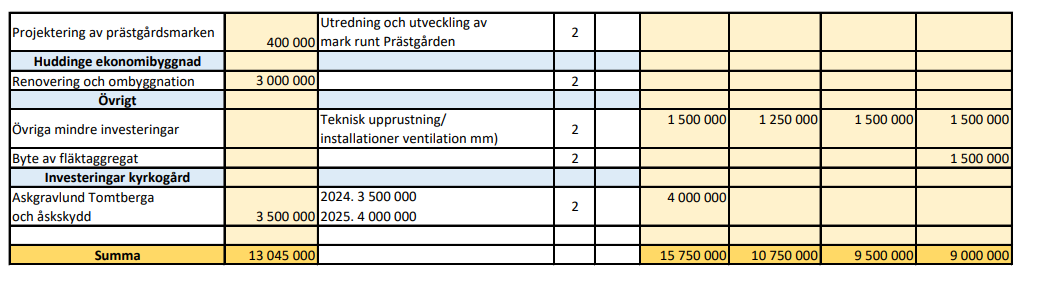 Utredning och utveckling av
Projektering av prästgårdsmarken 400 000 mark runt Prästgården 2
Huddinge ekonomibyggnad
Renovering och ombyggnation 3 000 000 2
Övrigt
Övriga mindre investeringar Teknisk upprustning/ 2 1 500 000 1 250 000 1 500 000 1 500 000
installationer ventilation mm)
Byte av fläktaggregat 2 1 500 000
Investeringar kyrkogård
Askgravlund Tomtberga 2024. 3 500 000 2 4 000 000
och åskskydd 3 500 000 2025. 4 000 000
Summa 13 045 000 15 750 000 10 750 000 9 500 000 9 000 000